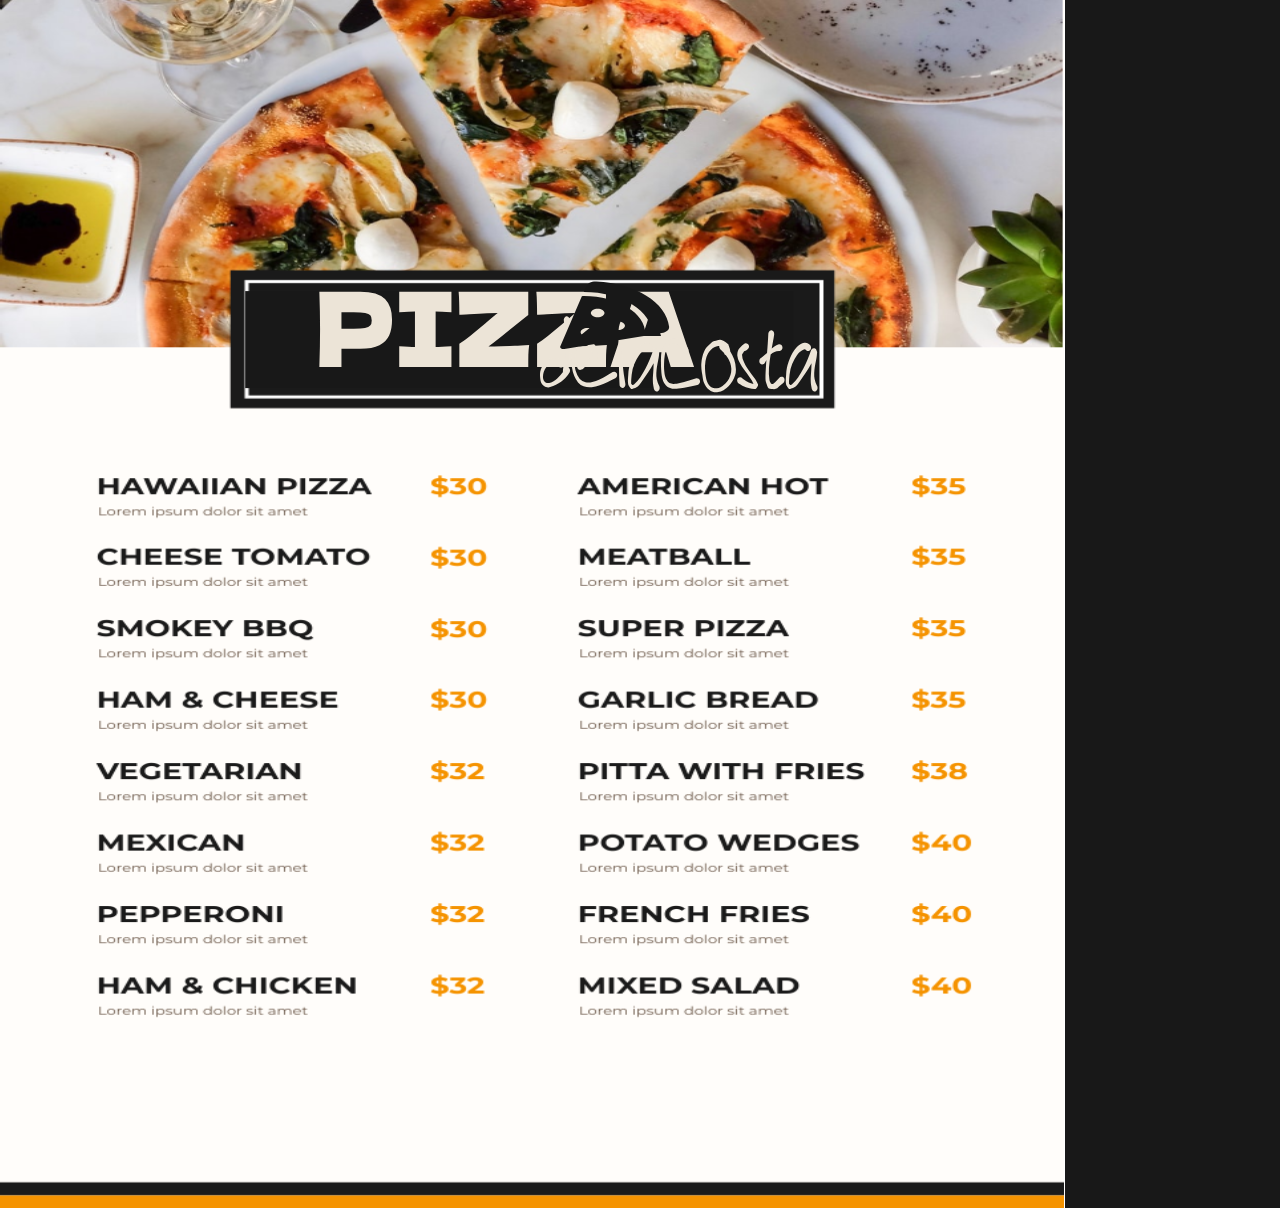 PIZZA
dellaCosta
HAWAIIAN PIZZA $30
Lorem ipsum dolor sit amet
CHEESE TOMATO $30
Lorem ipsum dolor sit amet
SMOKEY BBQ $30
Lorem ipsum dolor sit amet
HAM & CHEESE $30
Lorem ipsum dolor sit amet
VEGETARIAN $32
Lorem ipsum dolor sit amet
MEXICAN $32
Lorem ipsum dolor sit amet
PEPPERONI $32
Lorem ipsum dolor sit amet
HAM & CHICKEN $32
Lorem ipsum dolor sit amet
AMERICAN HOT $35
Lorem ipsum dolor sit amet
MEATBALL $35
Lorem ipsum dolor sit amet
SUPER PIZZA $35
Lorem ipsum dolor sit amet
GARLIC BREAD $35
Lorem ipsum dolor sit amet
PITTA WITH FRIES $38
Lorem ipsum dolor sit amet
POTATO WEDGES $40
Lorem ipsum dolor sit amet
FRENCH FRIES $40
Lorem ipsum dolor sit amet
MIXED SALAD $40
Lorem ipsum dolor sit amet